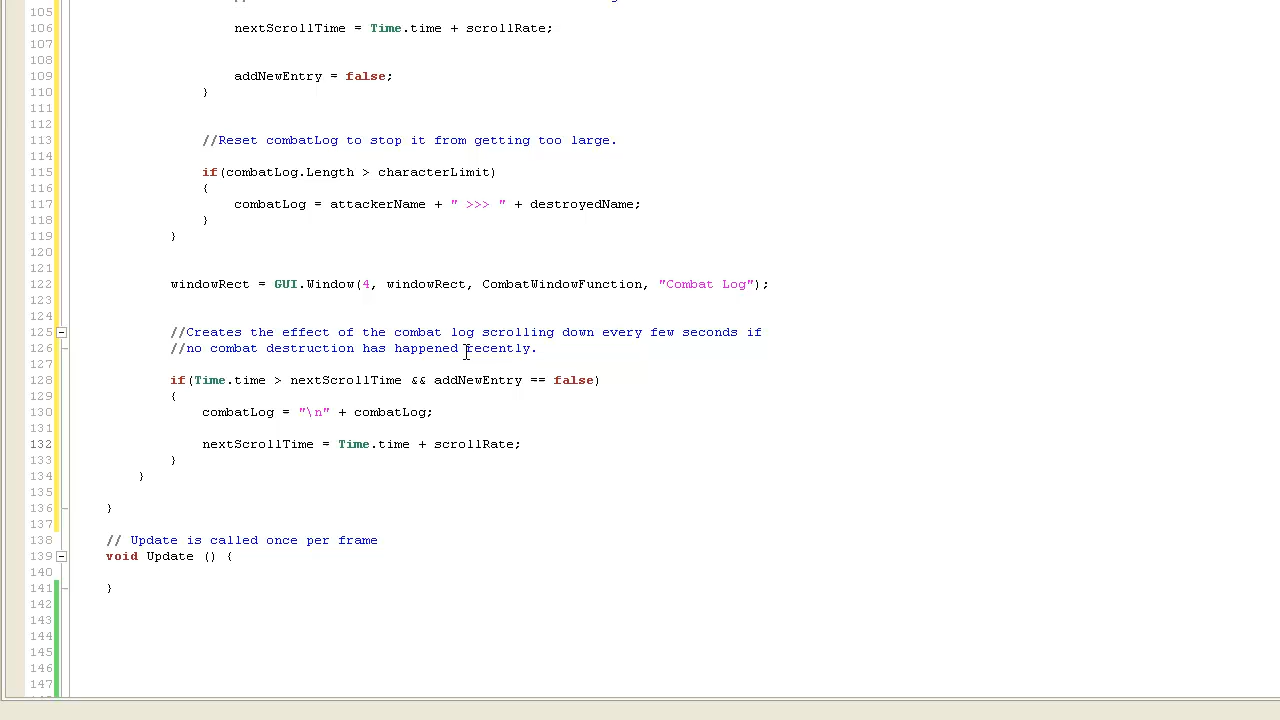 105
106 nextScrollTime = Time.time + scrollRate;
107
108
109 addNewEntry = false;
110 }
111
112
113 //Reset combatLog to stop it from getting too large.
114
115 if(combatLog.Length > characterLimit)
116 {
117 combatLog = attackerName + " >>> " + destroyedName;
118 }
119 }
120
121
122 windowRect = GUI.Window(4, windowRect, CombatWindowFunction, "Combat Log");
123
124
125 //Creates the effect of the combat log scrolling down every few seconds if
126 //no combat destruction has happened recently.
127
128 if(Time.time > nextScrollTime && addNewEntry == false)
129 {
130 combatLog = "\n" + combatLog;
131
132 nextScrollTime = Time.time + scrollRate;
133 }
134 }
135
136 }
137
138 // Update is called once per frame
139 void Update () {
140
141 }
142
143
144
145
146
147